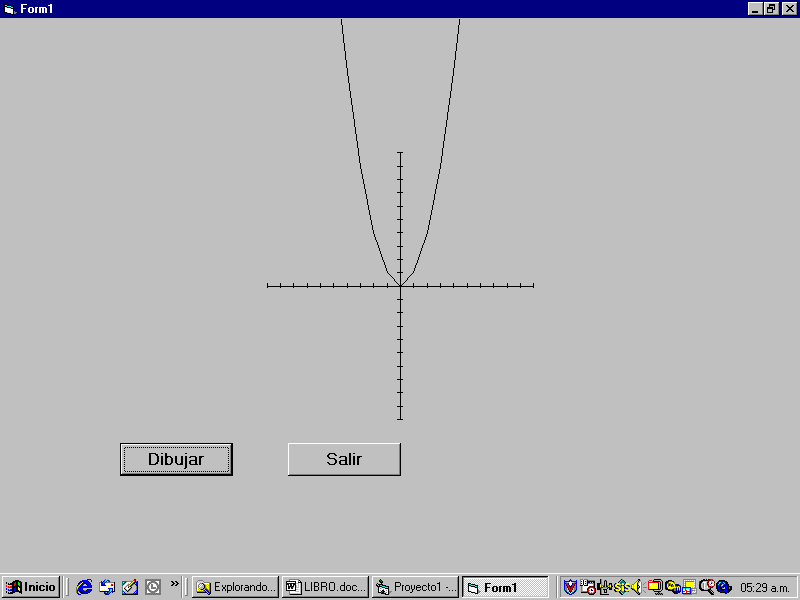 Form1
Dibujar
Salir
Inicio
»
Explorando...
LIBRO.doc...
Proyecto1 -...
Form1
05:29 a.m.